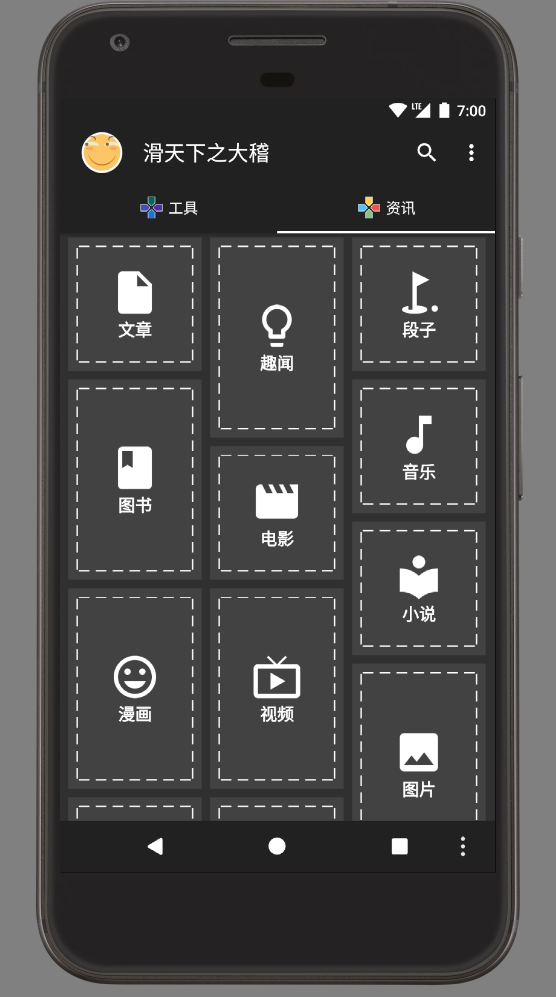 LTE 7:00
滑天下之大稽
工具 资讯
文章
趣闻
段子
图书
电影
音乐
小说
漫画
视频
图片